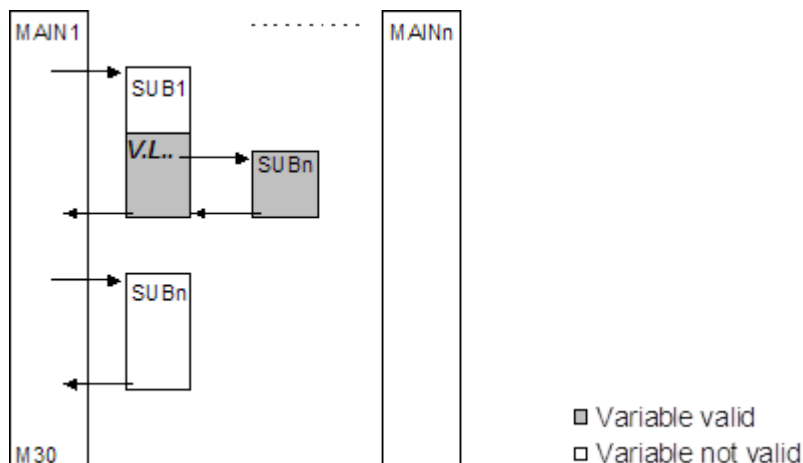 MAIN1
MAINn
SUB1
V.L..
SUBn
SUBn
Variable valid
Variable not valid
M30